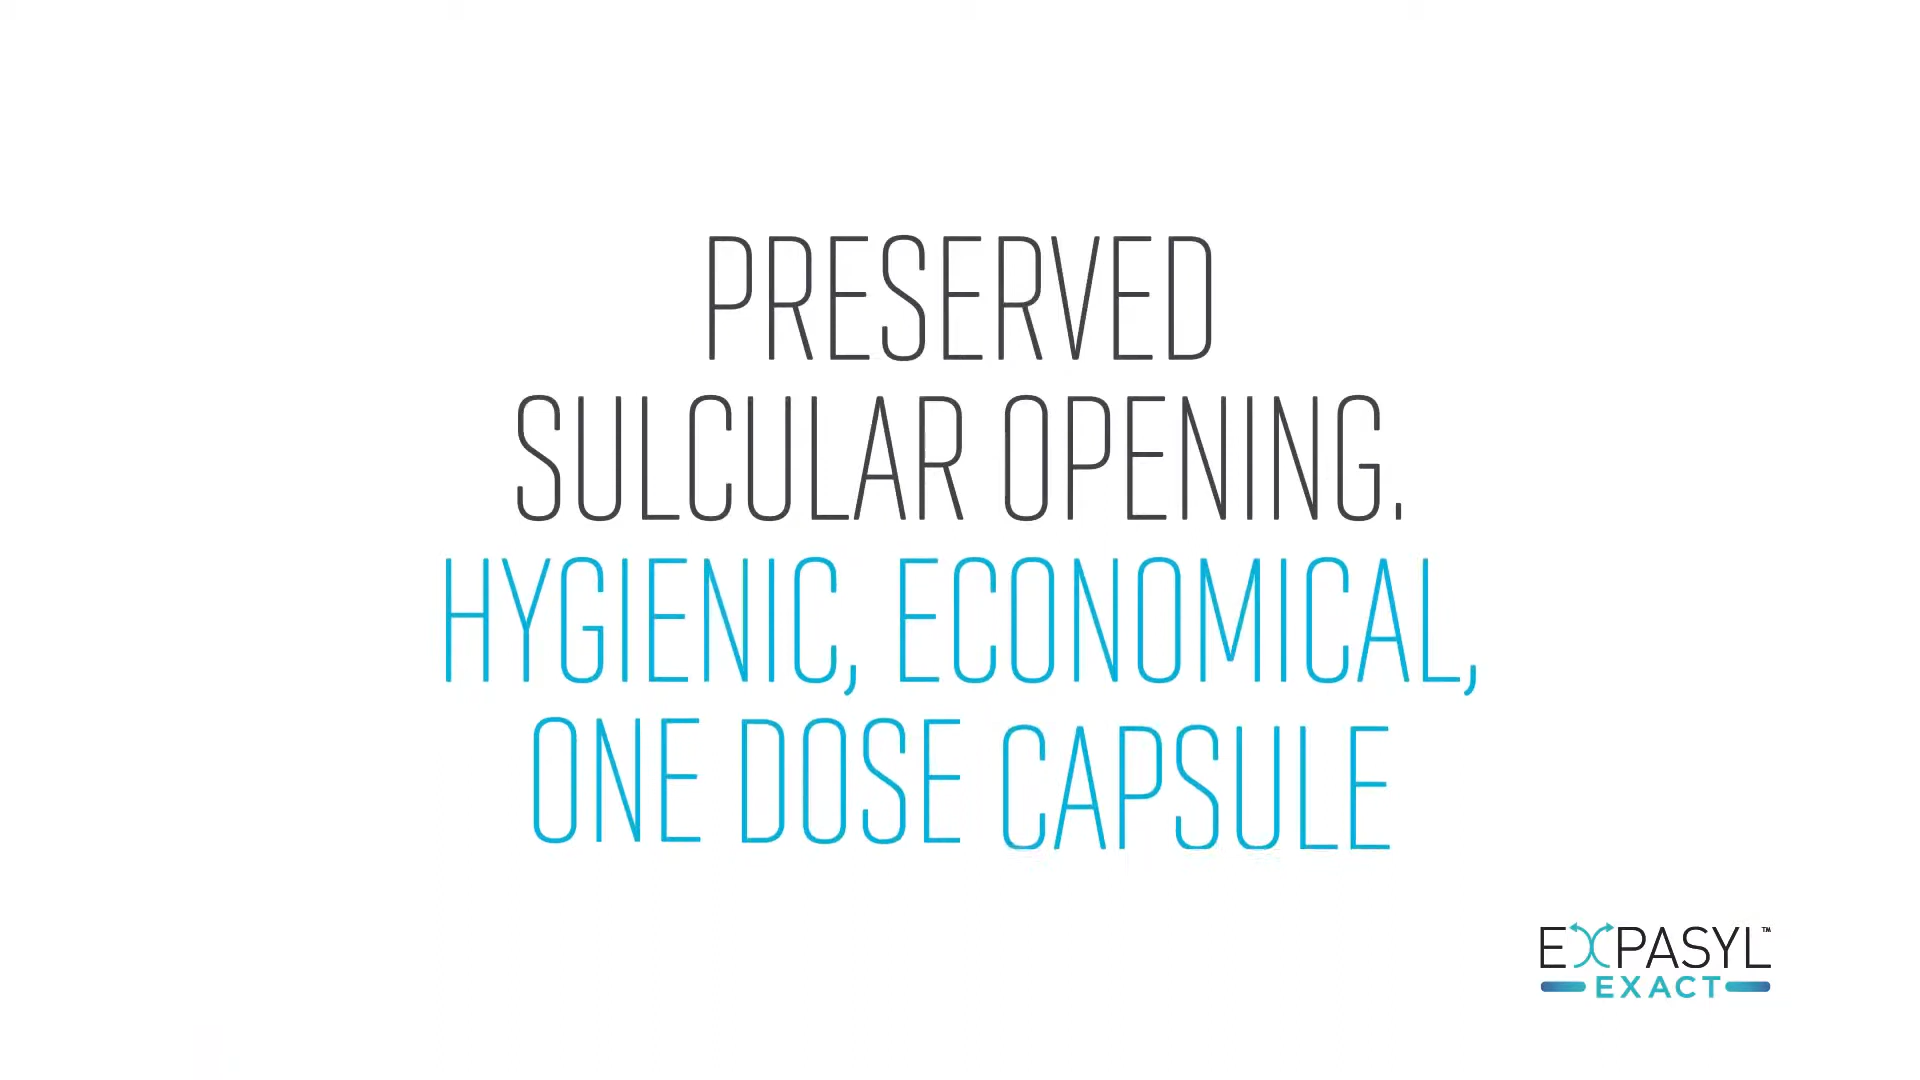 PRESERVED
SULCULAR OPENING.
HYGIENIC, ECONOMICAL,
ONE DOSE CAPSULE
EXPASYL™
EXACT